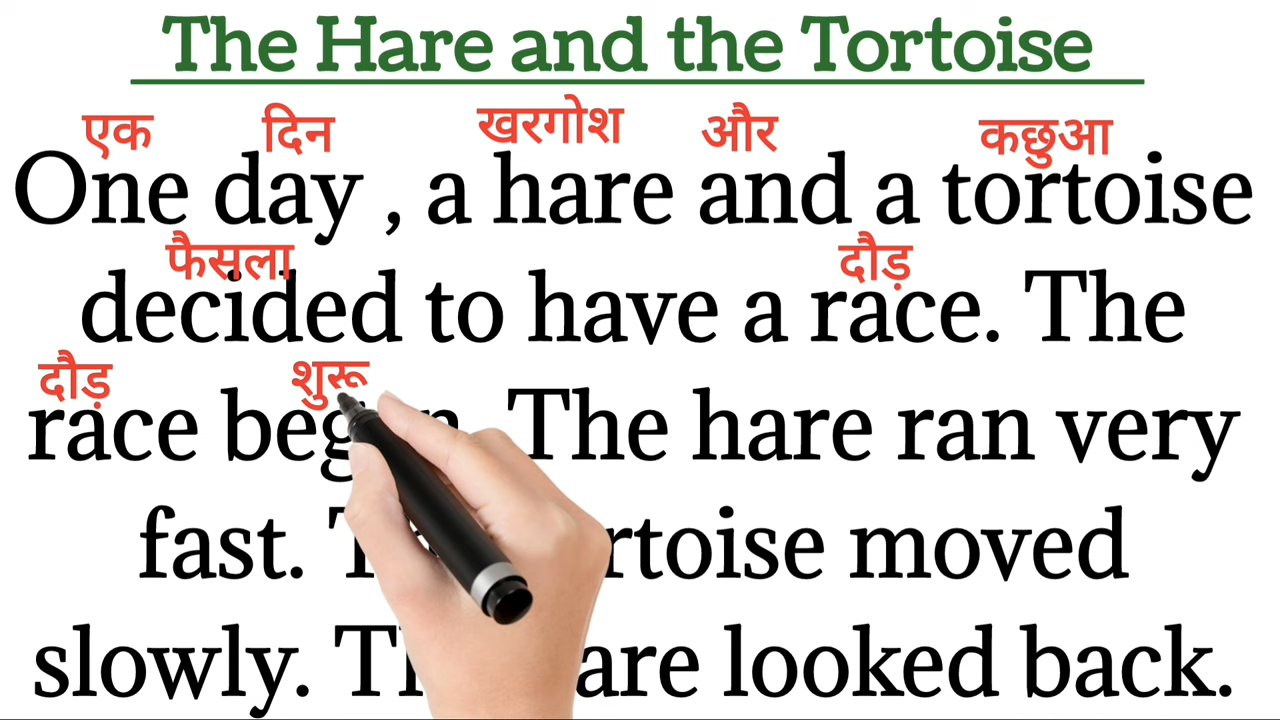 The Hare and the Tortoise
एक दिन खरगोश और कछुआ
One day , a hare and a tortoise
फैसला दौड़
decided to have a race. The
दौड़ शुरू
race The hare ran very
fast. moved
slowly. looked back.